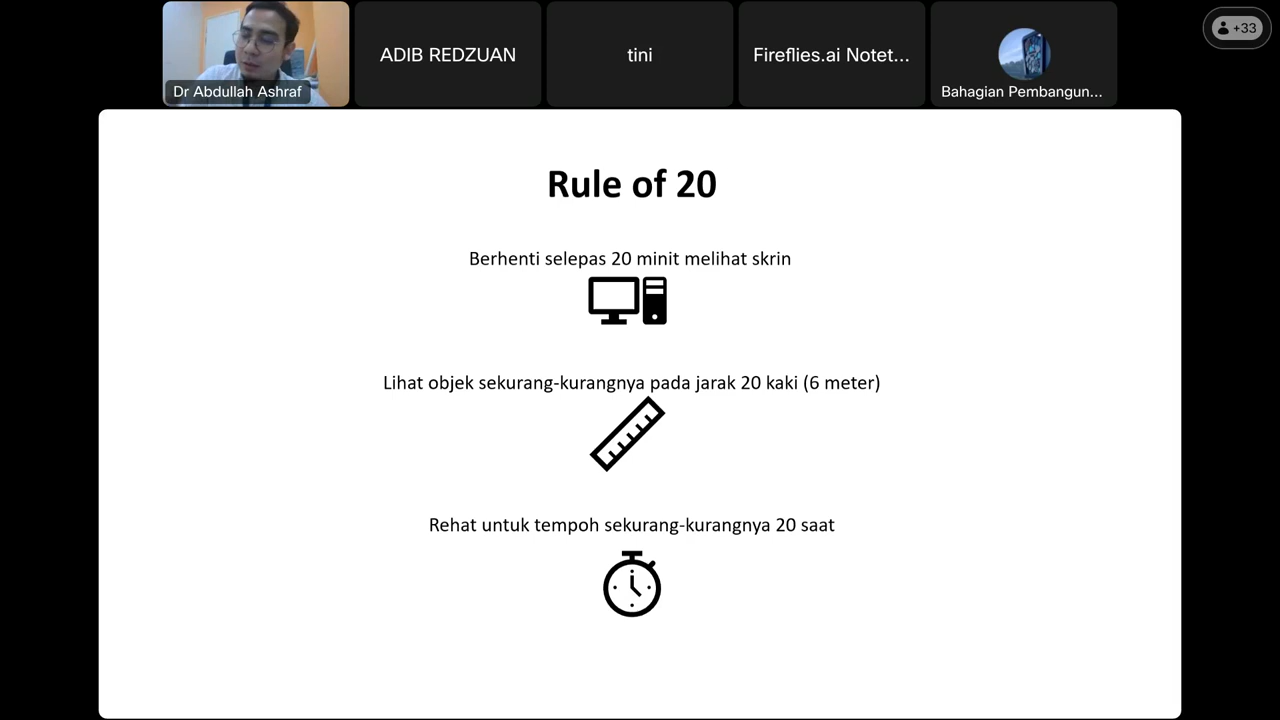 Dr Abdullah Ashraf
ADIB REDZUAN
tini
Fireflies.ai Notet...
Bahagian Pembangun...
+33
Rule of 20
Berhenti selepas 20 minit melihat skrin
Lihat objek sekurang-kurangnya pada jarak 20 kaki (6 meter)
Rehat untuk tempoh sekurang-kurangnya 20 saat